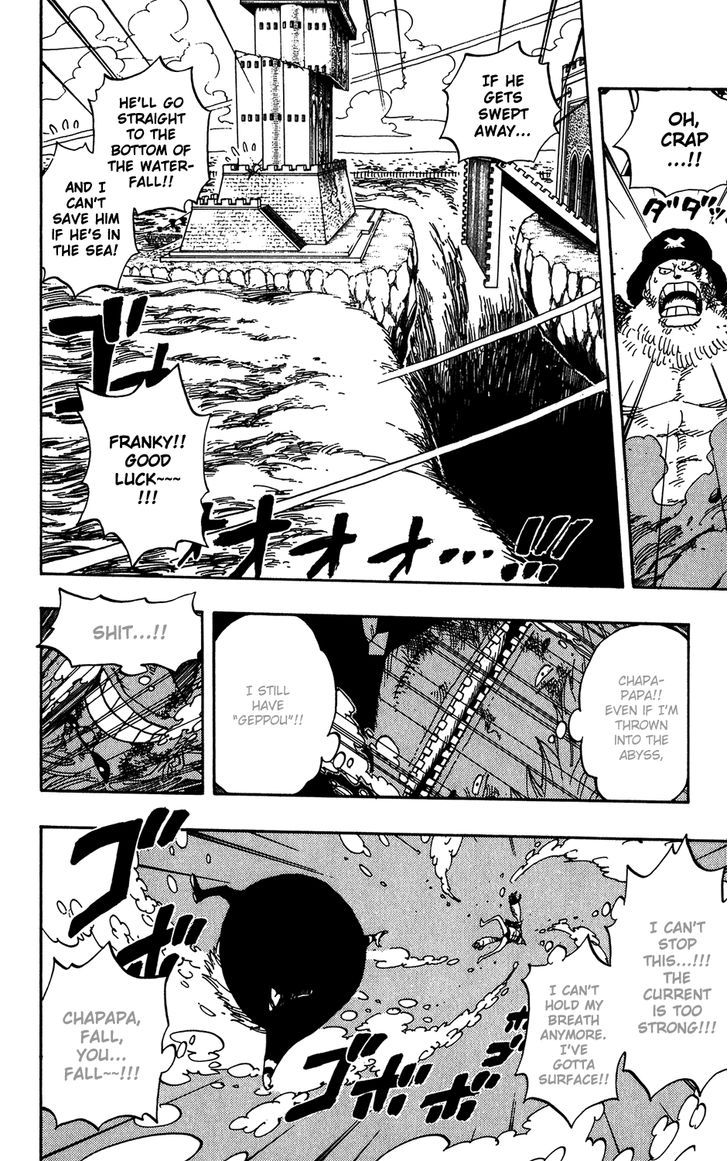 OH,
CRAP
...!!
ダダッ!!
IF HE
GETS
SWEPT
AWAY...
HE'LL GO
STRAIGHT
TO THE
BOTTOM OF
THE WATER-
FALL!!
AND I
CAN'T
SAVE HIM
IF HE'S IN
THE SEA!
ゴォオオオ...!!!
FRANKY!!
GOOD
LUCK~~~
!!!
CHAPA-
PAPA!!
EVEN IF I'M
THROWN
INTO THE
ABYSS,
I STILL
HAVE
"GEPPOU"!!
SHIT...!!
I CAN'T
STOP
THIS...!!!
THE
CURRENT
IS TOO
STRONG!!!
I CAN'T
HOLD MY
BREATH
ANYMORE.
I'VE
GOTTA
SURFACE!!
ゴボ
ゴボボボ
CHAPAPA,
FALL,
YOU...
FALL~~!!!